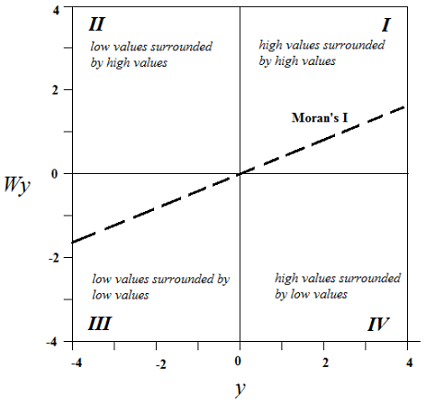 4
II
I
low values surrounded
by high values
high values surrounded
by high values
2
Moran's I
0
Wy
-2
low values surrounded by
low values
high values surrounded
by low values
III
IV
-4
-4
-2
0
2
4
y